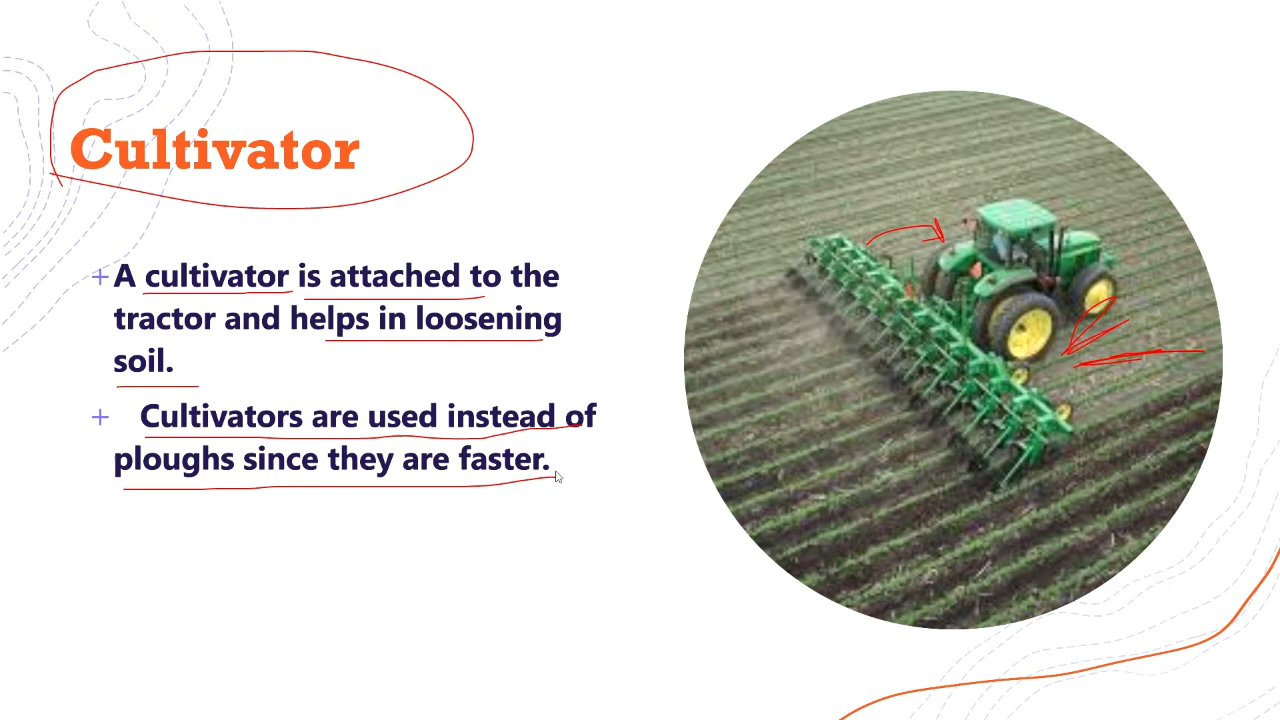 Cultivator
+ A cultivator is attached to the
tractor and helps in loosening
soil.
+ Cultivators are used instead of
ploughs since they are faster.